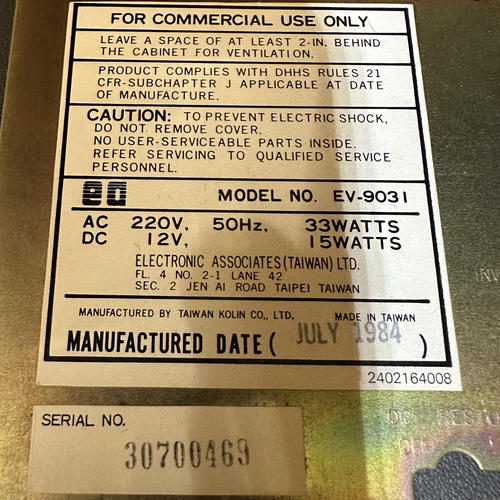 FOR COMMERCIAL USE ONLY
LEAVE A SPACE OF AT LEAST 2-IN. BEHIND
THE CABINET FOR VENTILATION.
PRODUCT COMPLIES WITH DHHS RULES 21
CFR-SUBCHAPTER J APPLICABLE AT DATE
OF MANUFACTURE.
CAUTION: TO PREVENT ELECTRIC SHOCK,
DO NOT REMOVE COVER.
NO USER-SERVICEABLE PARTS INSIDE.
REFER SERVICING TO QUALIFIED SERVICE
PERSONNEL.
MODEL NO. EV-9031
AC 220V, 50Hz, 33WATTS
DC 12V, 15WATTS
ELECTRONIC ASSOCIATES (TAIWAN) LTD.
FL. 4 NO. 2-1 LANE 42
SEC. 2 JEN AI ROAD TAIPEI TAIWAN
MANUFACTURED BY TAIWAN KOLIN CO., LTD. MADE IN TAIWAN
MANUFACTURED DATE ( JULY 1984 )
2402164008
SERIAL NO.
30700469